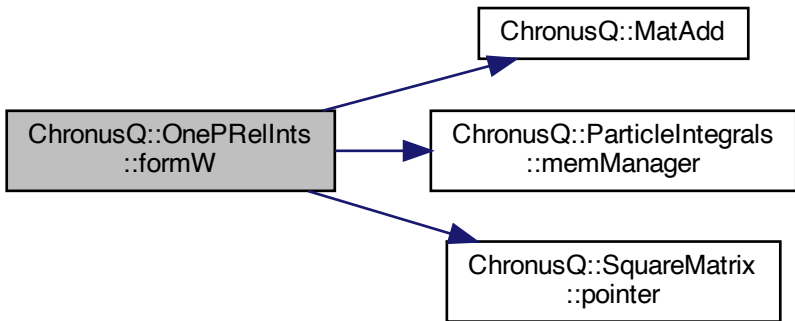 ChronusQ::OnePRelInts
::formW
ChronusQ::MatAdd
ChronusQ::ParticleIntegrals
::memManager
ChronusQ::SquareMatrix
::pointer